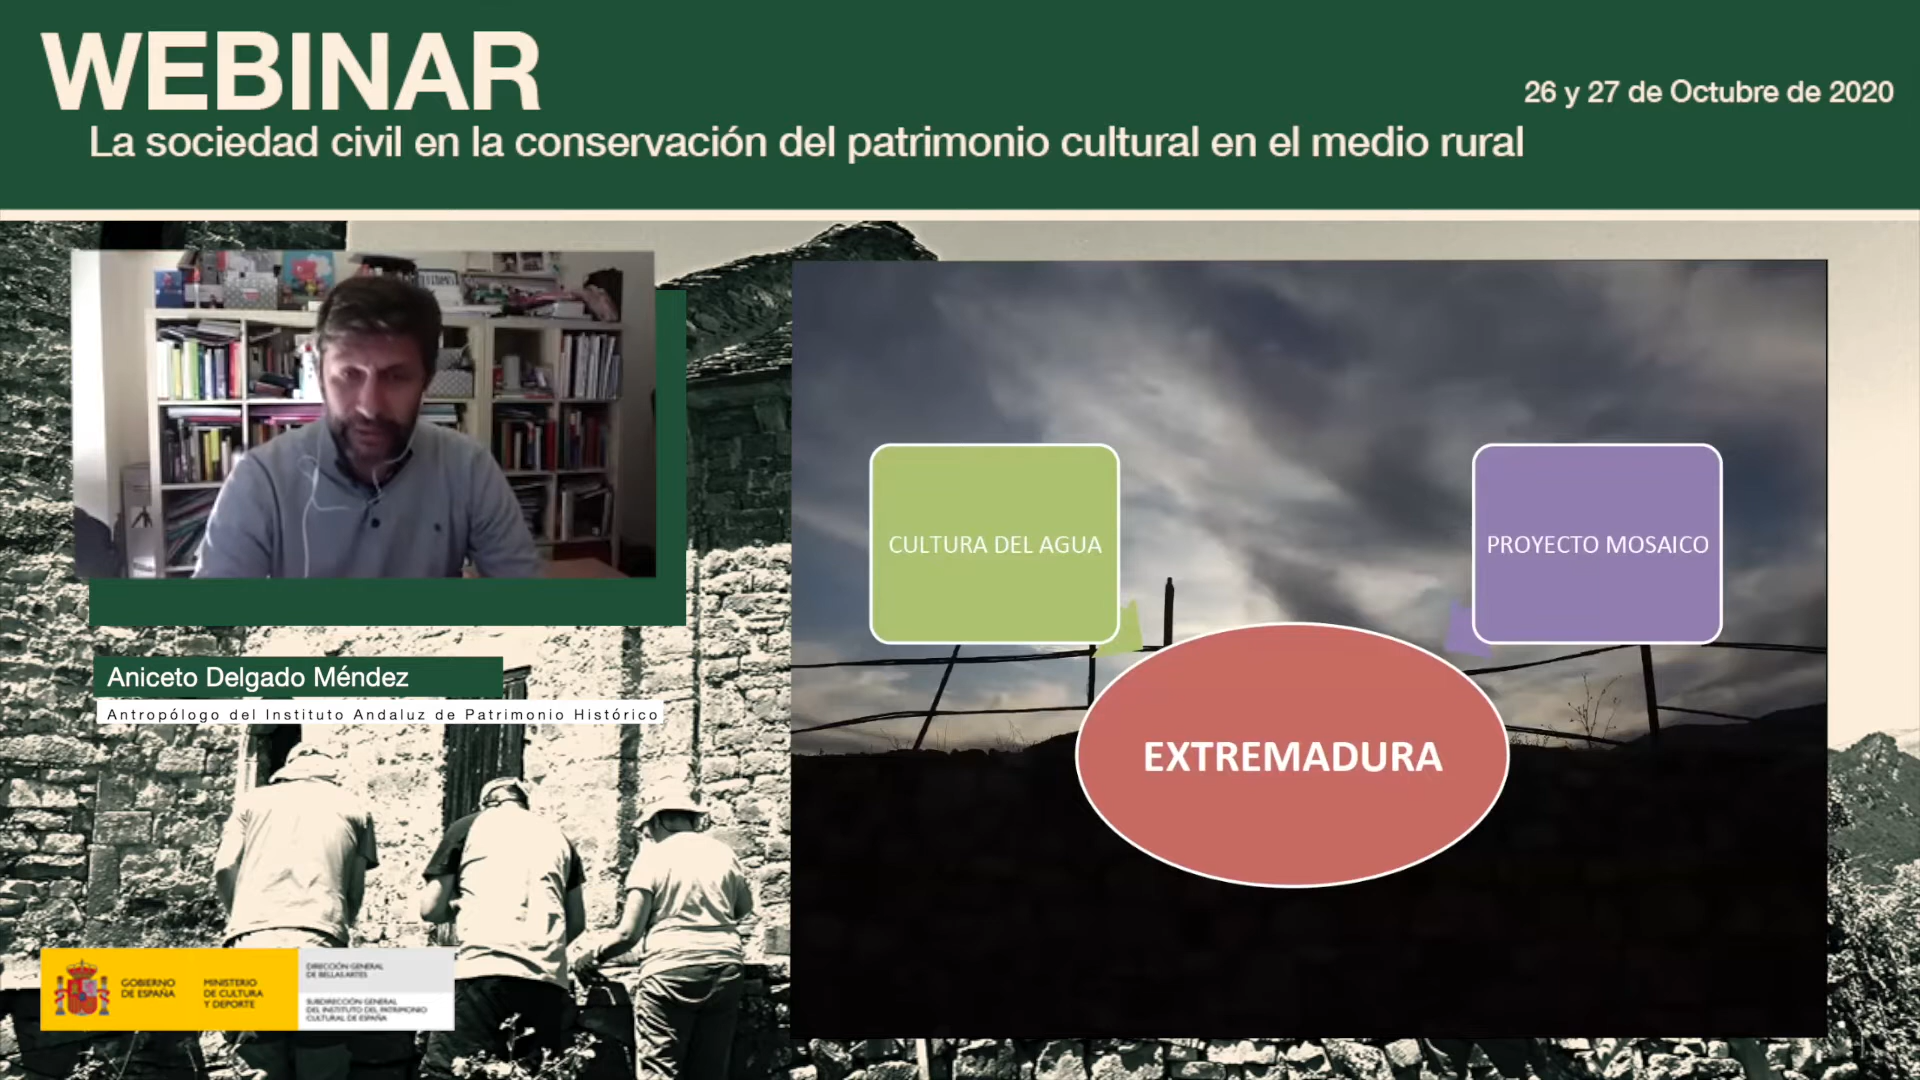 WEBINAR
26 y 27 de Octubre de 2020
La sociedad civil en la conservación del patrimonio cultural en el medio rural
CULTURA DEL AGUA
PROYECTO MOSAICO
EXTREMADURA
Aniceto Delgado Méndez
Antropólogo del Instituto Andaluz de Patrimonio Histórico
GOBIERNO
DE ESPAÑA
MINISTERIO
DE CULTURA
Y DEPORTE
DIRECCIÓN GENERAL
DE BELLAS ARTES
SUBDIRECCIÓN GENERAL
DEL INSTITUTO DEL PATRIMONIO
CULTURAL DE ESPAÑA